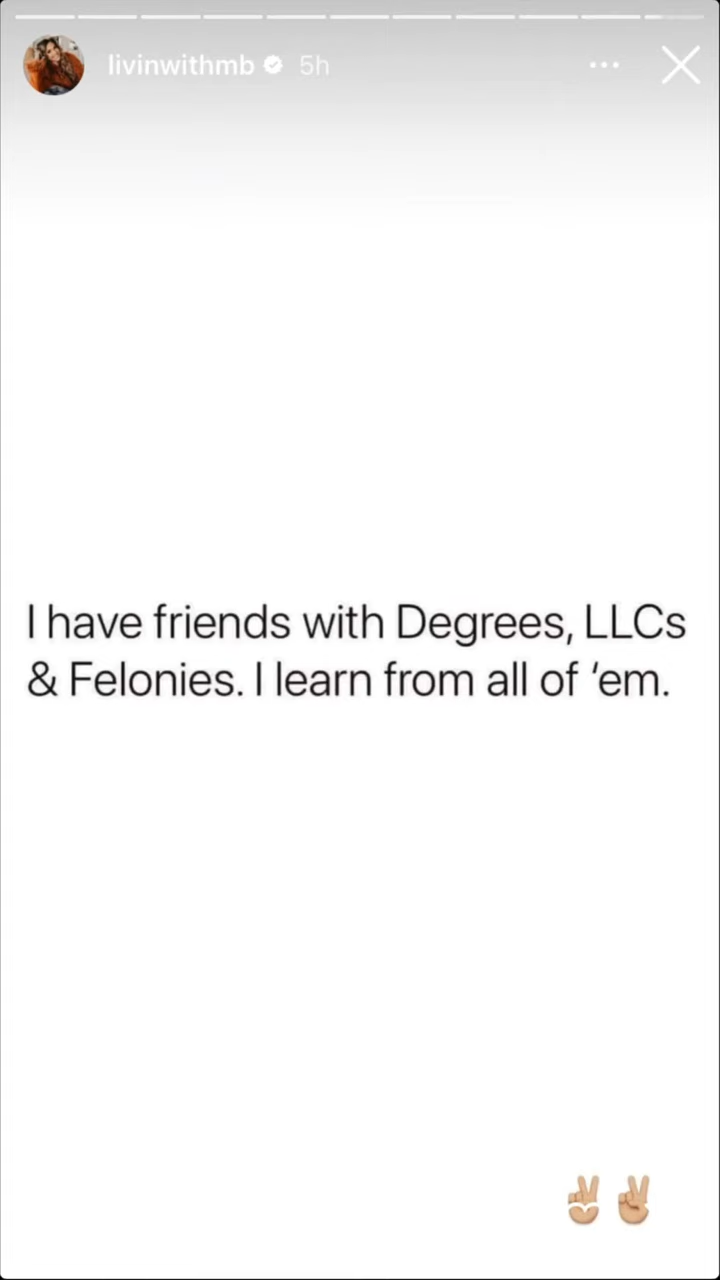 livinwithmb 5h
I have friends with Degrees, LLCs
& Felonies. I learn from all of ‘em.